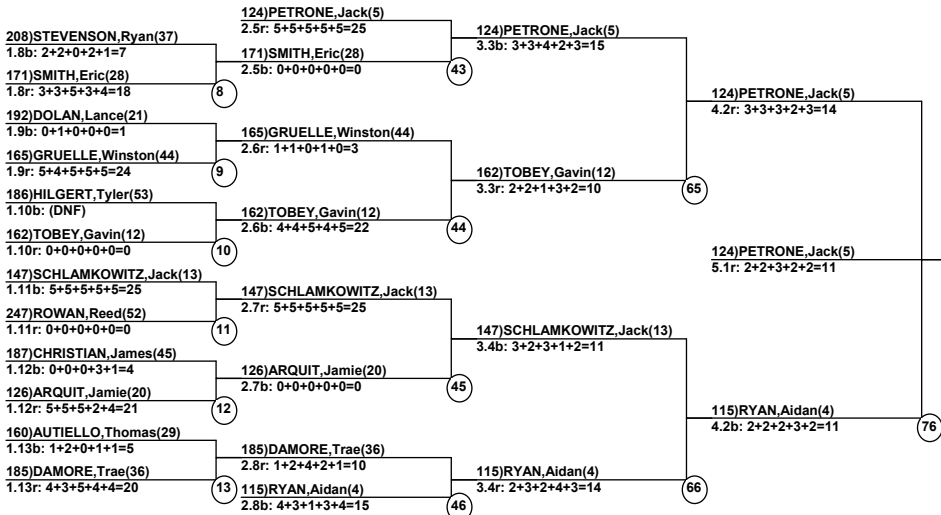 208)STEVENSON,Ryan(37)
1.8b: 2+2+0+2+1=7
171)SMITH,Eric(28)
1.8r: 3+3+5+3+4=18
8
192)DOLAN,Lance(21)
1.9b: 0+1+0+0+0=1
165)GRUELLE,Winston(44)
1.9r: 5+4+5+5+5=24
9
186)HILGERT,Tyler(53)
1.10b: (DNF)
162)TOBEY,Gavin(12)
1.10r: 0+0+0+0+0=0
10
147)SCHLAMKOWITZ,Jack(13)
1.11b: 5+5+5+5+5=25
247)ROWAN,Reed(52)
1.11r: 0+0+0+0+0=0
11
187)CHRISTIAN,James(45)
1.12b: 0+0+0+3+1=4
126)ARQUIT,Jamie(20)
1.12r: 5+5+5+2+4=21
12
160)AUTIELLO,Thomas(29)
1.13b: 1+2+0+1+1=5
185)DAMORE,Trae(36)
1.13r: 4+3+5+4+4=20
13
124)PETRONE,Jack(5)
2.5r: 5+5+5+5+5=25
171)SMITH,Eric(28)
2.5b: 0+0+0+0+0=0
43
165)GRUELLE,Winston(44)
2.6r: 1+1+0+1+0=3
162)TOBEY,Gavin(12)
2.6b: 4+4+5+4+5=22
44
147)SCHLAMKOWITZ,Jack(13)
2.7r: 5+5+5+5+5=25
126)ARQUIT,Jamie(20)
2.7b: 0+0+0+0+0=0
45
185)DAMORE,Trae(36)
2.8r: 1+2+4+2+1=10
115)RYAN,Aidan(4)
2.8b: 4+3+1+3+4=15
46
124)PETRONE,Jack(5)
3.3b: 3+3+4+2+3=15
162)TOBEY,Gavin(12)
3.3r: 2+2+1+3+2=10
65
147)SCHLAMKOWITZ,Jack(13)
3.4b: 3+2+3+1+2=11
115)RYAN,Aidan(4)
3.4r: 2+3+2+4+3=14
66
124)PETRONE,Jack(5)
4.2r: 3+3+3+2+3=14
115)RYAN,Aidan(4)
4.2b: 2+2+2+3+2=11
76
124)PETRONE,Jack(5)
5.1r: 2+2+3+2+2=11